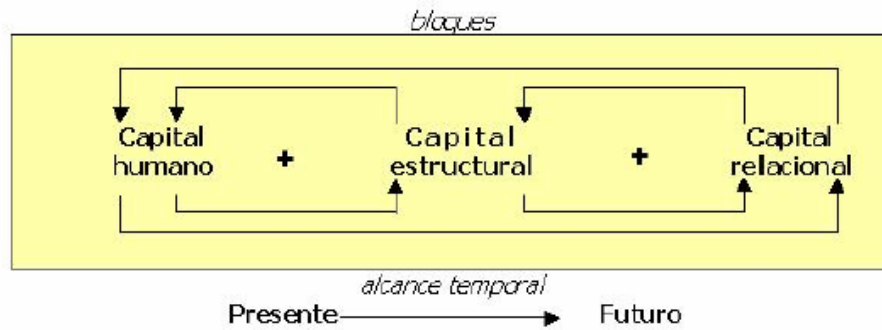 bloques
Capital + Capital + Capital
humano estructural relacional
alcance temporal
Presente Futuro